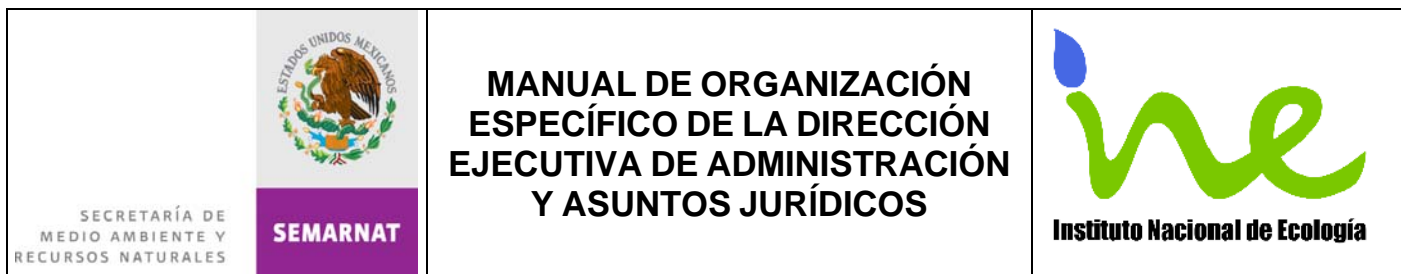 ESTADOS UNIDOS MEXICANOS
SECRETARÍA DE
MEDIO AMBIENTE Y
RECURSOS NATURALES
SEMARNAT
MANUAL DE ORGANIZACIÓN
ESPECÍFICO DE LA DIRECCIÓN
EJECUTIVA DE ADMINISTRACIÓN
Y ASUNTOS JURÍDICOS
ine
Instituto Nacional de Ecología